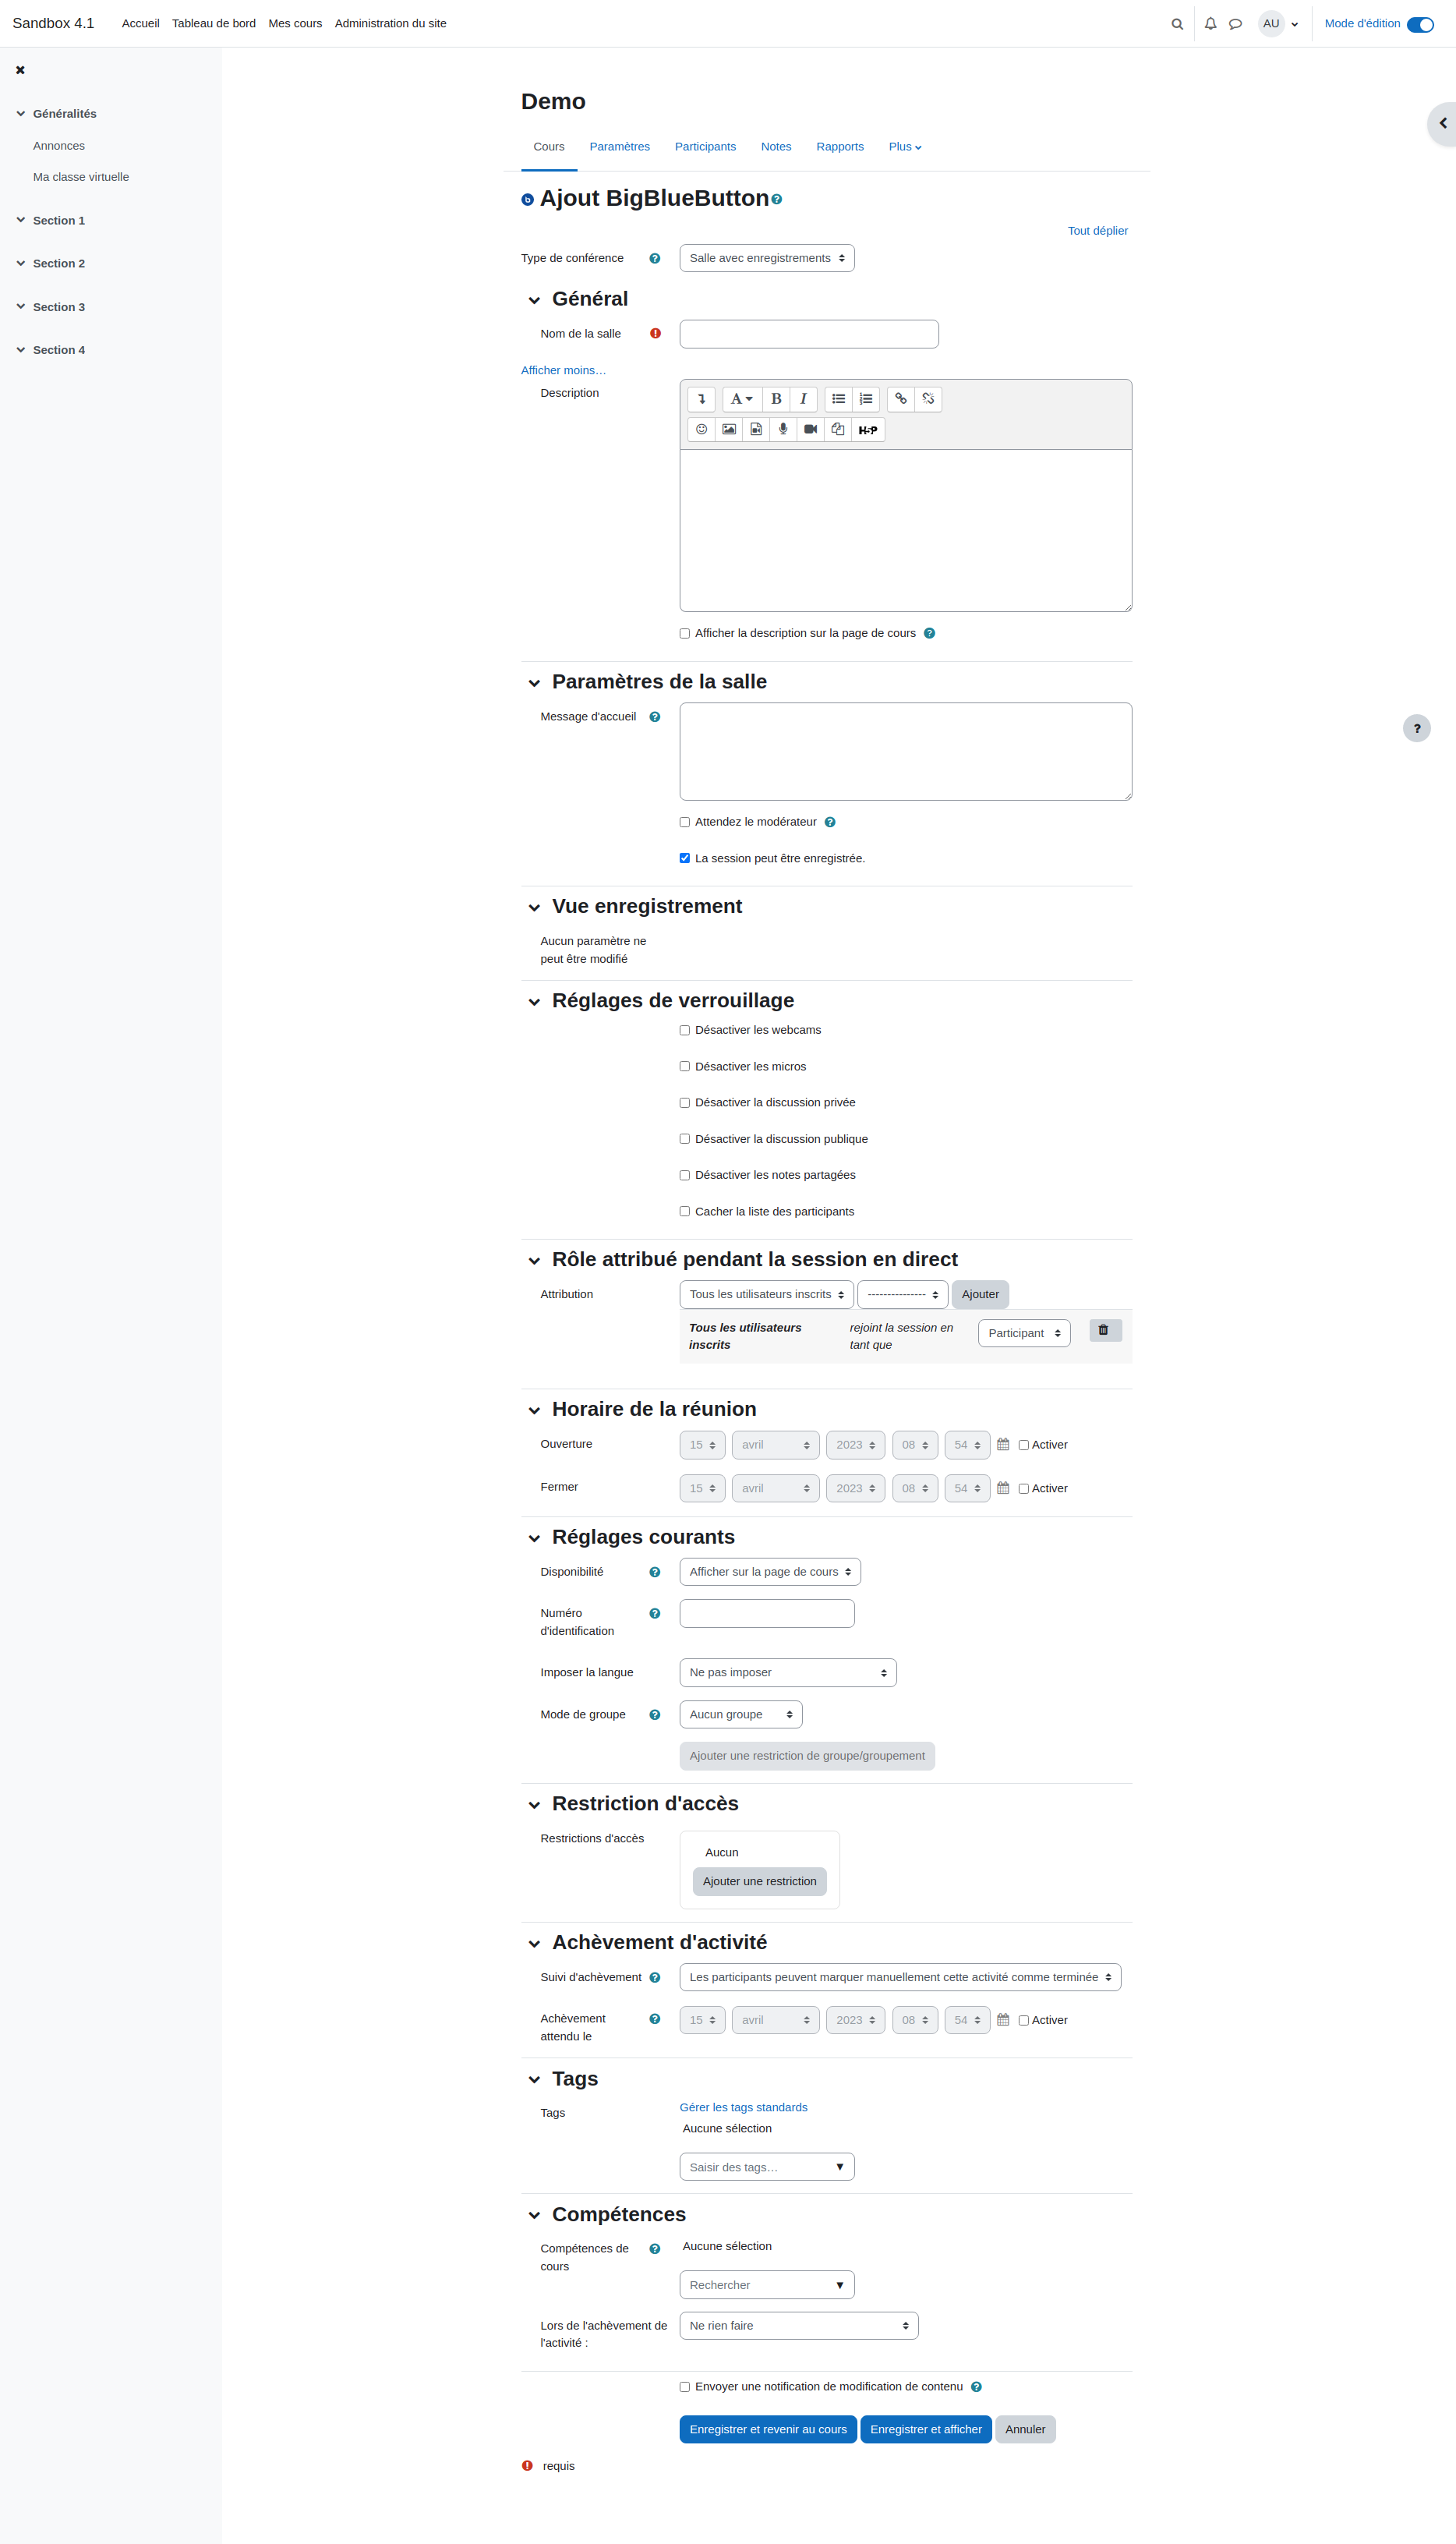 Sandbox 4.1 Accueil Tableau de bord Mes cours Administration du site AU Mode d'édition
Généralités
Annonces
Ma classe virtuelle
Section 1
Section 2
Section 3
Section 4
Demo
Cours Paramètres Participants Notes Rapports Plus
Ajout BigBlueButton
Tout déplier
Type de conférence Salle avec enregistrements
Général
Nom de la salle
Afficher moins…
Description
A B I
H-P
Afficher la description sur la page de cours
Paramètres de la salle
Message d'accueil
Attendez le modérateur
La session peut être enregistrée.
Vue enregistrement
Aucun paramètre ne
peut être modifié
Réglages de verrouillage
Désactiver les webcams
Désactiver les micros
Désactiver la discussion privée
Désactiver la discussion publique
Désactiver les notes partagées
Cacher la liste des participants
Rôle attribué pendant la session en direct
Attribution Tous les utilisateurs inscrits --------------- Ajouter
Tous les utilisateurs rejoint la session en Participant
inscrits tant que
Horaire de la réunion
Ouverture 15 avril 2023 08 54 Activer
Fermer 15 avril 2023 08 54 Activer
Réglages courants
Disponibilité Afficher sur la page de cours
Numéro
d'identification
Imposer la langue Ne pas imposer
Mode de groupe Aucun groupe
Ajouter une restriction de groupe/groupement
Restriction d'accès
Restrictions d'accès
Aucun
Ajouter une restriction
Achèvement d'activité
Suivi d'achèvement Les participants peuvent marquer manuellement cette activité comme terminée
Achèvement 15 avril 2023 08 54 Activer
attendu le
Tags
Tags Gérer les tags standards
Aucune sélection
Saisir des tags… ▼
Compétences
Compétences de Aucune sélection
cours
Rechercher ▼
Lors de l'achèvement de Ne rien faire
l'activité :
Envoyer une notification de modification de contenu
Enregistrer et revenir au cours Enregistrer et afficher Annuler
requis